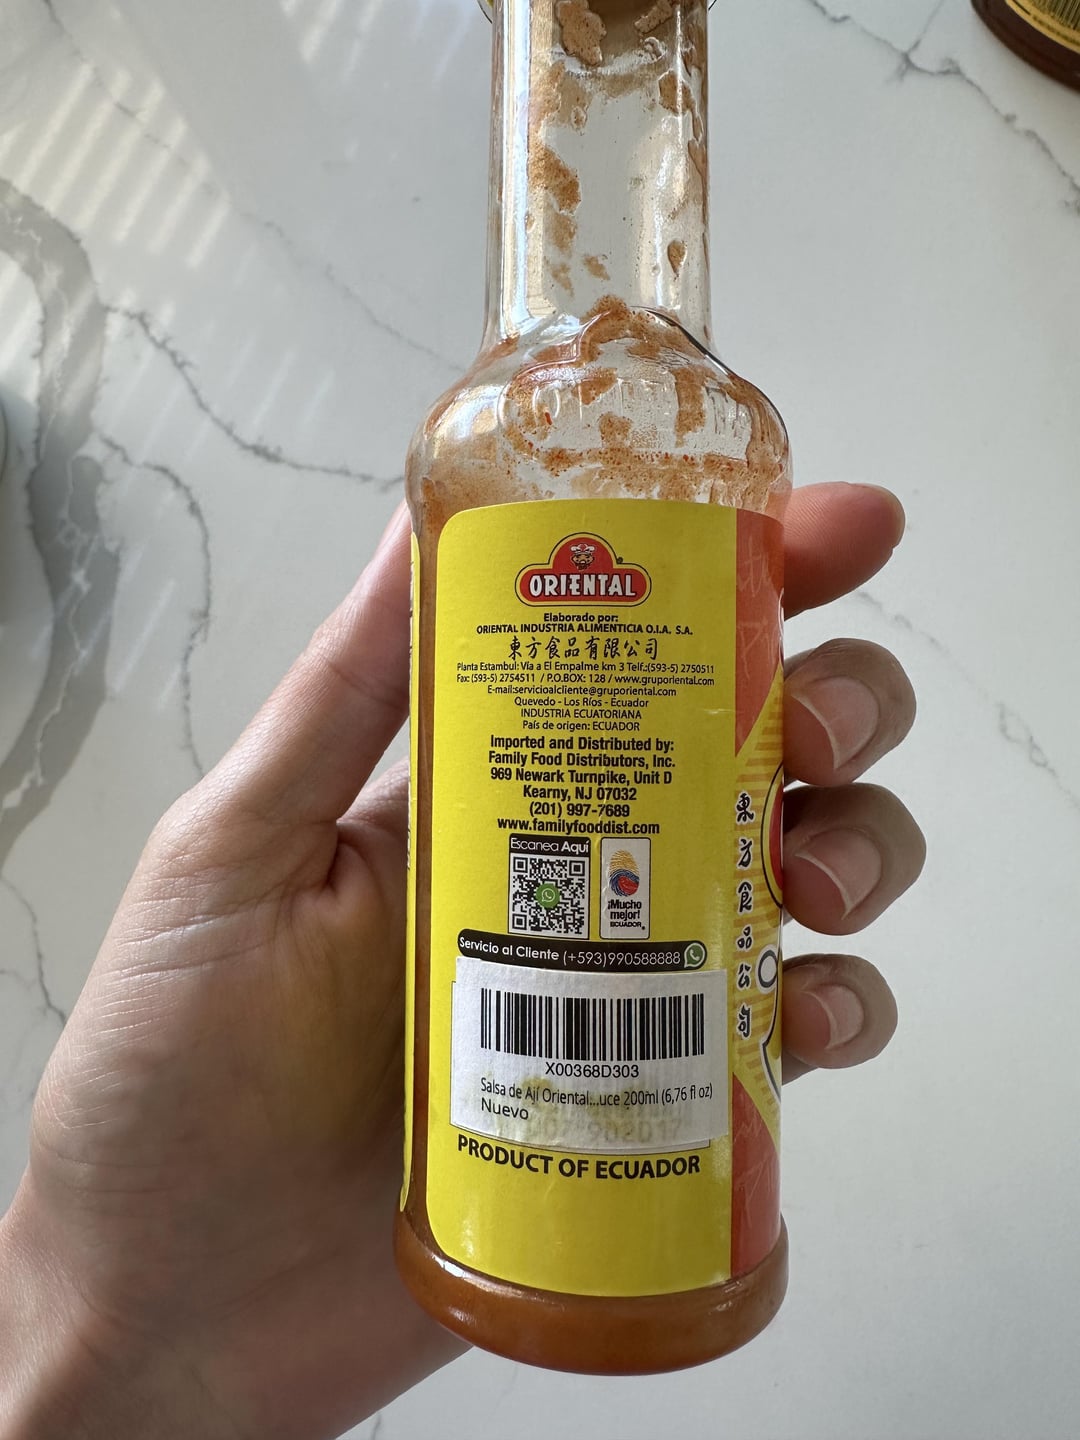 ORIENTAL
Elaborado por:
ORIENTAL INDUSTRIA ALIMENTICIA O.I.A. S.A.
東方食品有限公司
Planta Estambul: Vía a El Empalme km 3 Telf.:(593-5) 2750511
Fax: (593-5) 2754511 / P.O.BOX: 128 / www.gruporiental.com
E-mail:servicioalcliente@gruporiental.com
Quevedo - Los Ríos - Ecuador
INDUSTRIA ECUATORIANA
País de origen: ECUADOR
Imported and Distributed by:
Family Food Distributors, Inc.
969 Newark Turnpike, Unit D
Kearny, NJ 07032
(201) 997-7689
www.familyfooddist.com
Escanea Aquí
¡Mucho
mejor!
ECUADOR
Servicio al Cliente (+593)990588888
X00368D303
Salsa de Ají Oriental...uce 200ml (6,76 fl oz)
Nuevo
PRODUCT OF ECUADOR
東方食品公司